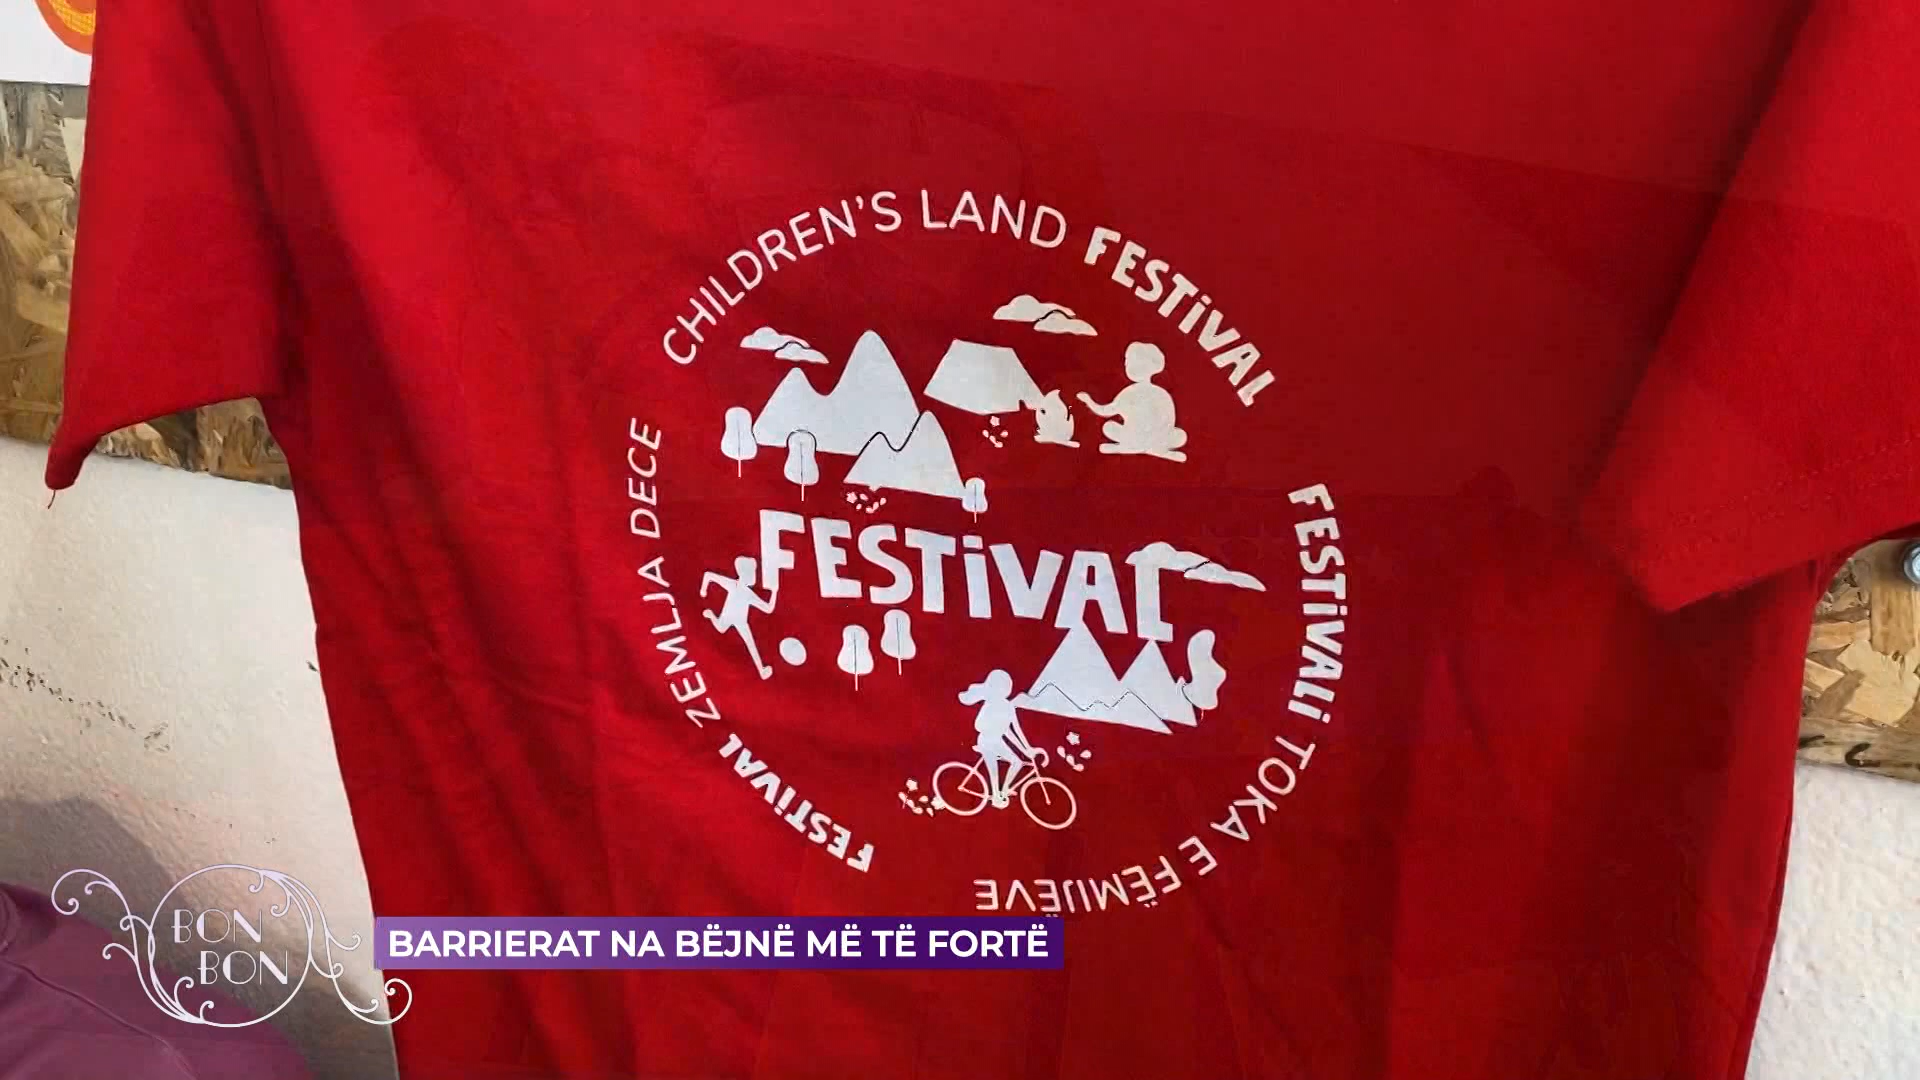 CHILDREN'S LAND FESTiVAL
FESTiVALi TOKA E FËMIJËVE
FESTiVAL ZEMLJA DECE
FESTiVAL
BON
BON
BARRIERAT NA BËJNË MË TË FORTË